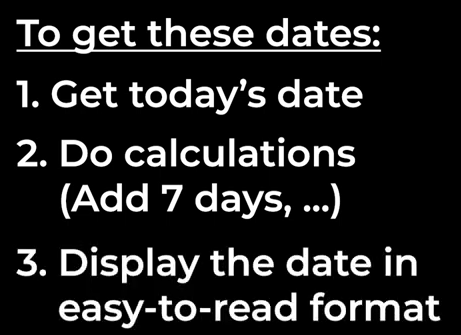 To get these dates:
1. Get today’s date
2. Do calculations
(Add 7 days, ...)
3. Display the date in
easy-to-read format